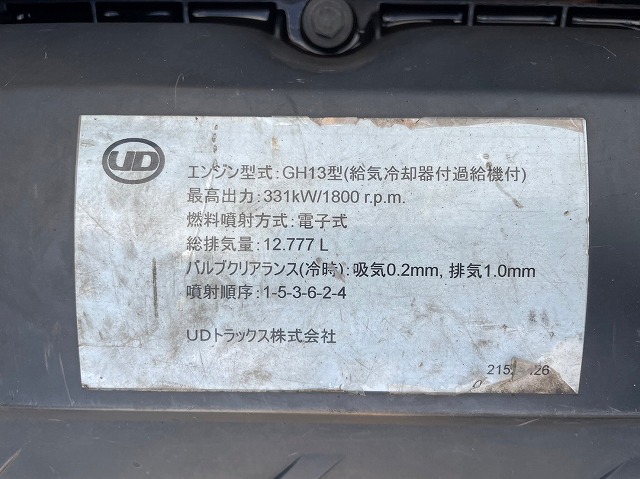 UD
エンジン型式:GH13型(給気冷却器付過給機付)
最高出力:331kW/1800 r.p.m.
燃料噴射方式:電子式
総排気量:12.777 L
バルブクリアランス(冷時):吸気0.2mm, 排気1.0mm
噴射順序:1-5-3-6-2-4
UDトラックス株式会社